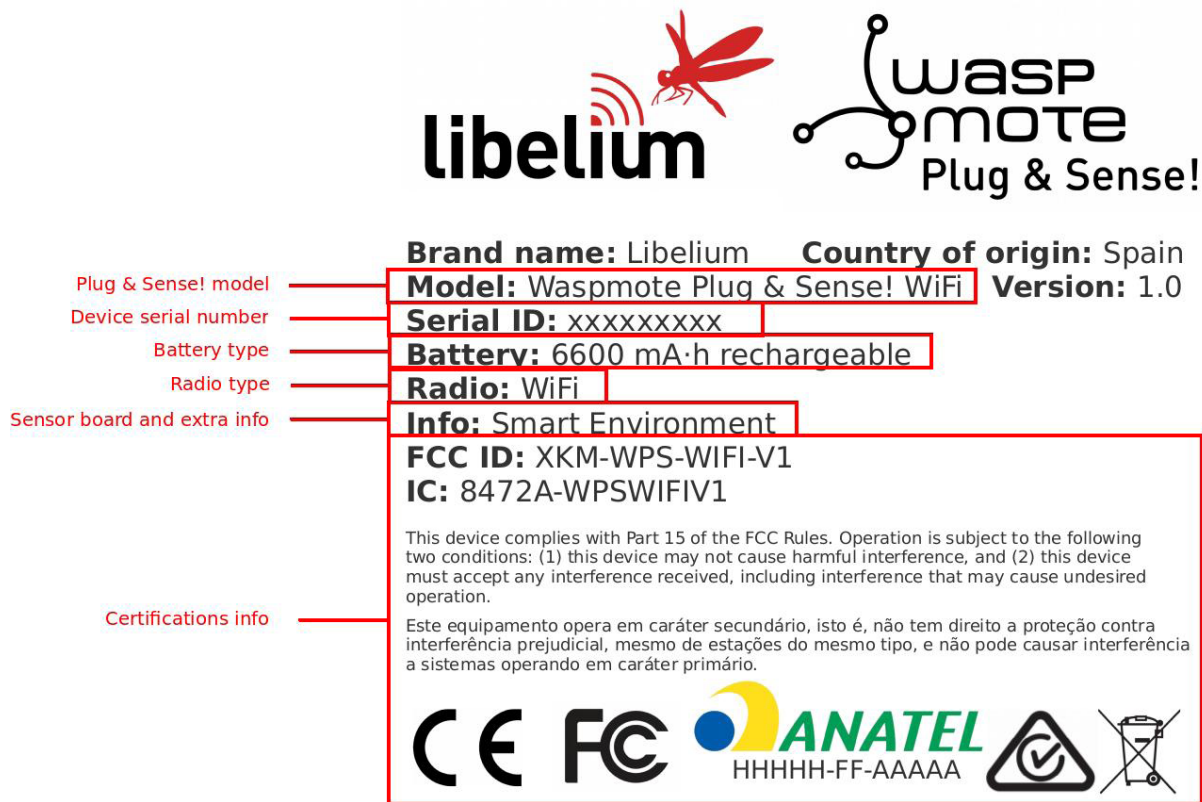 libelium
wasp
mote
Plug & Sense!
Brand name: Libelium Country of origin: Spain
Plug & Sense! model
Model: Waspmote Plug & Sense! WiFi Version: 1.0
Device serial number
Serial ID: xxxxxxxxx
Battery type
Battery: 6600 mA·h rechargeable
Radio type
Radio: WiFi
Sensor board and extra info
Info: Smart Environment
FCC ID: XKM-WPS-WIFI-V1
IC: 8472A-WPSWIFIV1
This device complies with Part 15 of the FCC Rules. Operation is subject to the following
two conditions: (1) this device may not cause harmful interference, and (2) this device
must accept any interference received, including interference that may cause undesired
operation.
Certifications info
Este equipamento opera em caráter secundário, isto é, não tem direito a proteção contra
interferência prejudicial, mesmo de estações do mesmo tipo, e não pode causar interferência
a sistemas operando em caráter primário.
CE FC ANATEL
HHHHH-FF-AAAAA